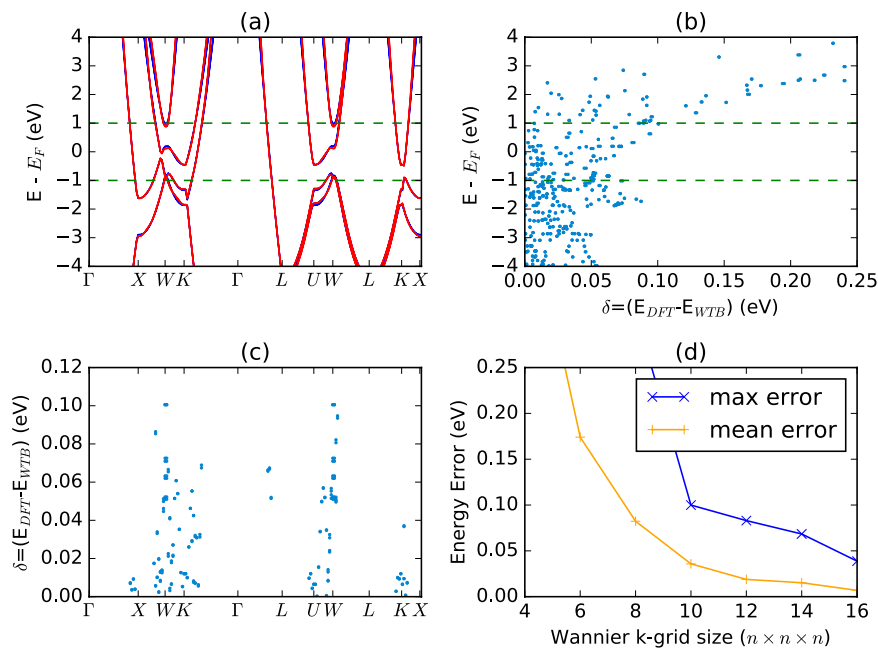 (a)
E - E_F (eV)
4
3
2
1
0
−1
−2
−3
−4
Γ X W K Γ L U W L K X
(b)
E - E_F (eV)
4
3
2
1
0
−1
−2
−3
−4
0.00 0.05 0.10 0.15 0.20 0.25
δ=(E_DFT-E_WTB) (eV)
(c)
δ=(E_DFT-E_WTB) (eV)
0.12
0.10
0.08
0.06
0.04
0.02
0.00
Γ X W K Γ L U W L K X
(d)
Energy Error (eV)
0.25
0.20
0.15
0.10
0.05
0.00
max error
mean error
4 6 8 10 12 14 16
Wannier k-grid size (n × n × n)